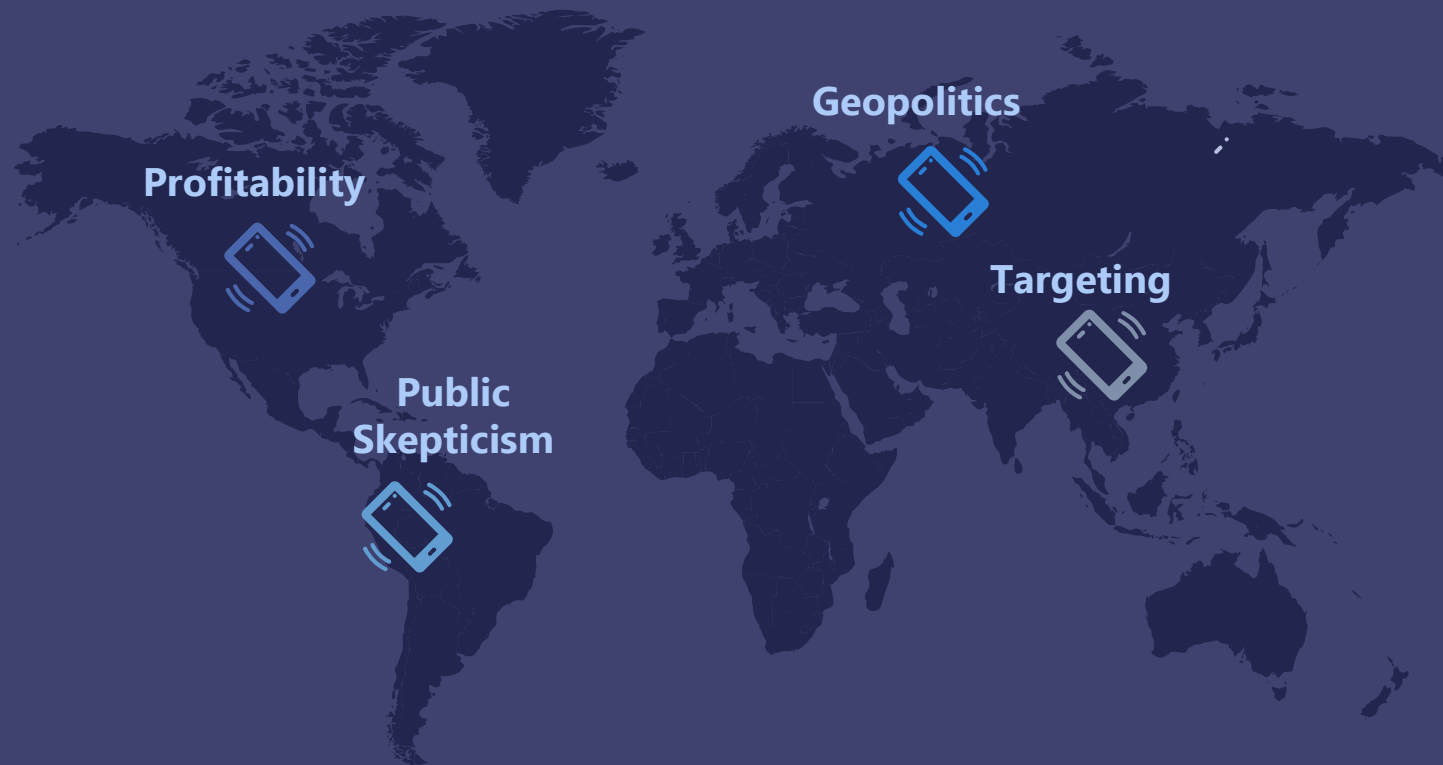 Geopolitics
Profitability
Targeting
Public
Skepticism